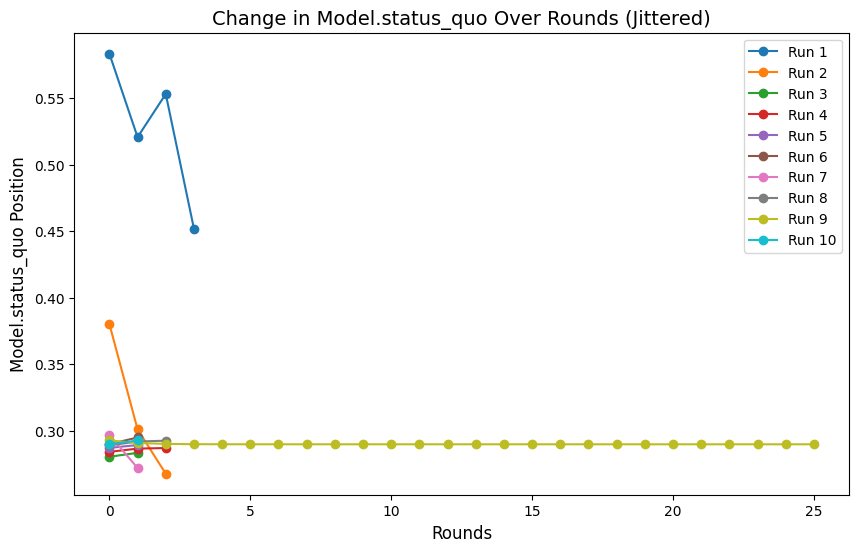 Change in Model.status_quo Over Rounds (Jittered)
Model.status_quo Position
0.55
0.50
0.45
0.40
0.35
0.30
0
5
10
15
20
25
Rounds
Run 1
Run 2
Run 3
Run 4
Run 5
Run 6
Run 7
Run 8
Run 9
Run 10